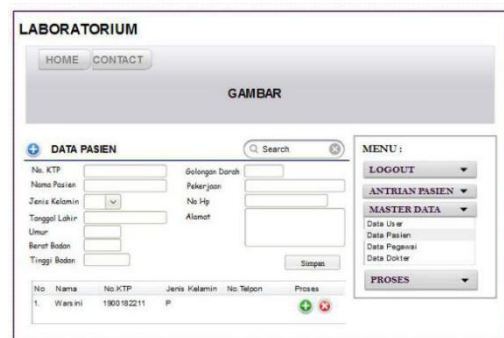 LABORATORIUM
HOME CONTACT
GAMBAR
DATA PASIEN
Search
No. KTP
Nama Pasien
Jenis Kelamin
Tanggal Lahir
Umur
Berat Badan
Tinggi Badan
Golongan Darah
Pekerjaan
No Hp
Alamat
Simpan
No Nama No.KTP Jenis Kelamin No.Telpon Proses
1. Warsini 1900182211 P
MENU :
LOGOUT
ANTRIAN PASIEN
MASTER DATA
Data User
Data Pasien
Data Pegawai
Data Dokter
PROSES